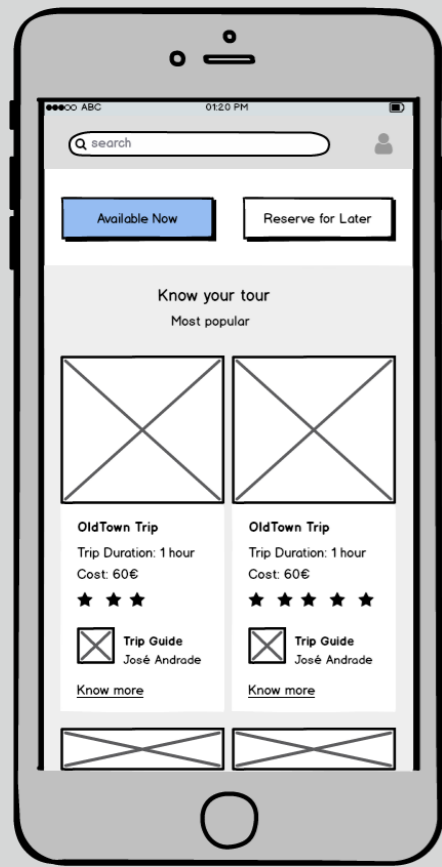 ABC 01:20 PM
search
Available Now Reserve for Later
Know your tour
Most popular
OldTown Trip
Trip Duration: 1 hour
Cost: 60€
Trip Guide
José Andrade
Know more
OldTown Trip
Trip Duration: 1 hour
Cost: 60€
Trip Guide
José Andrade
Know more